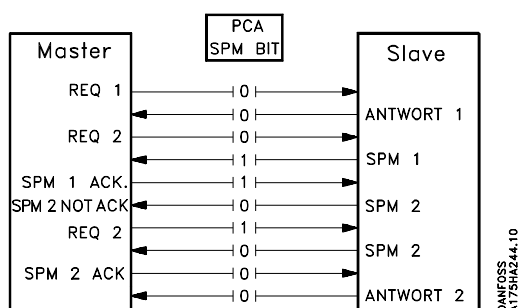 PCA
SPM BIT
Master
Slave
REQ 1
0
0
ANTWORT 1
REQ 2
0
1
SPM 1
SPM 1 ACK.
1
SPM 2 NOT ACK
0
SPM 2
REQ 2
1
0
SPM 2
SPM 2 ACK
0
0
ANTWORT 2
DANFOSS
175HA244.10